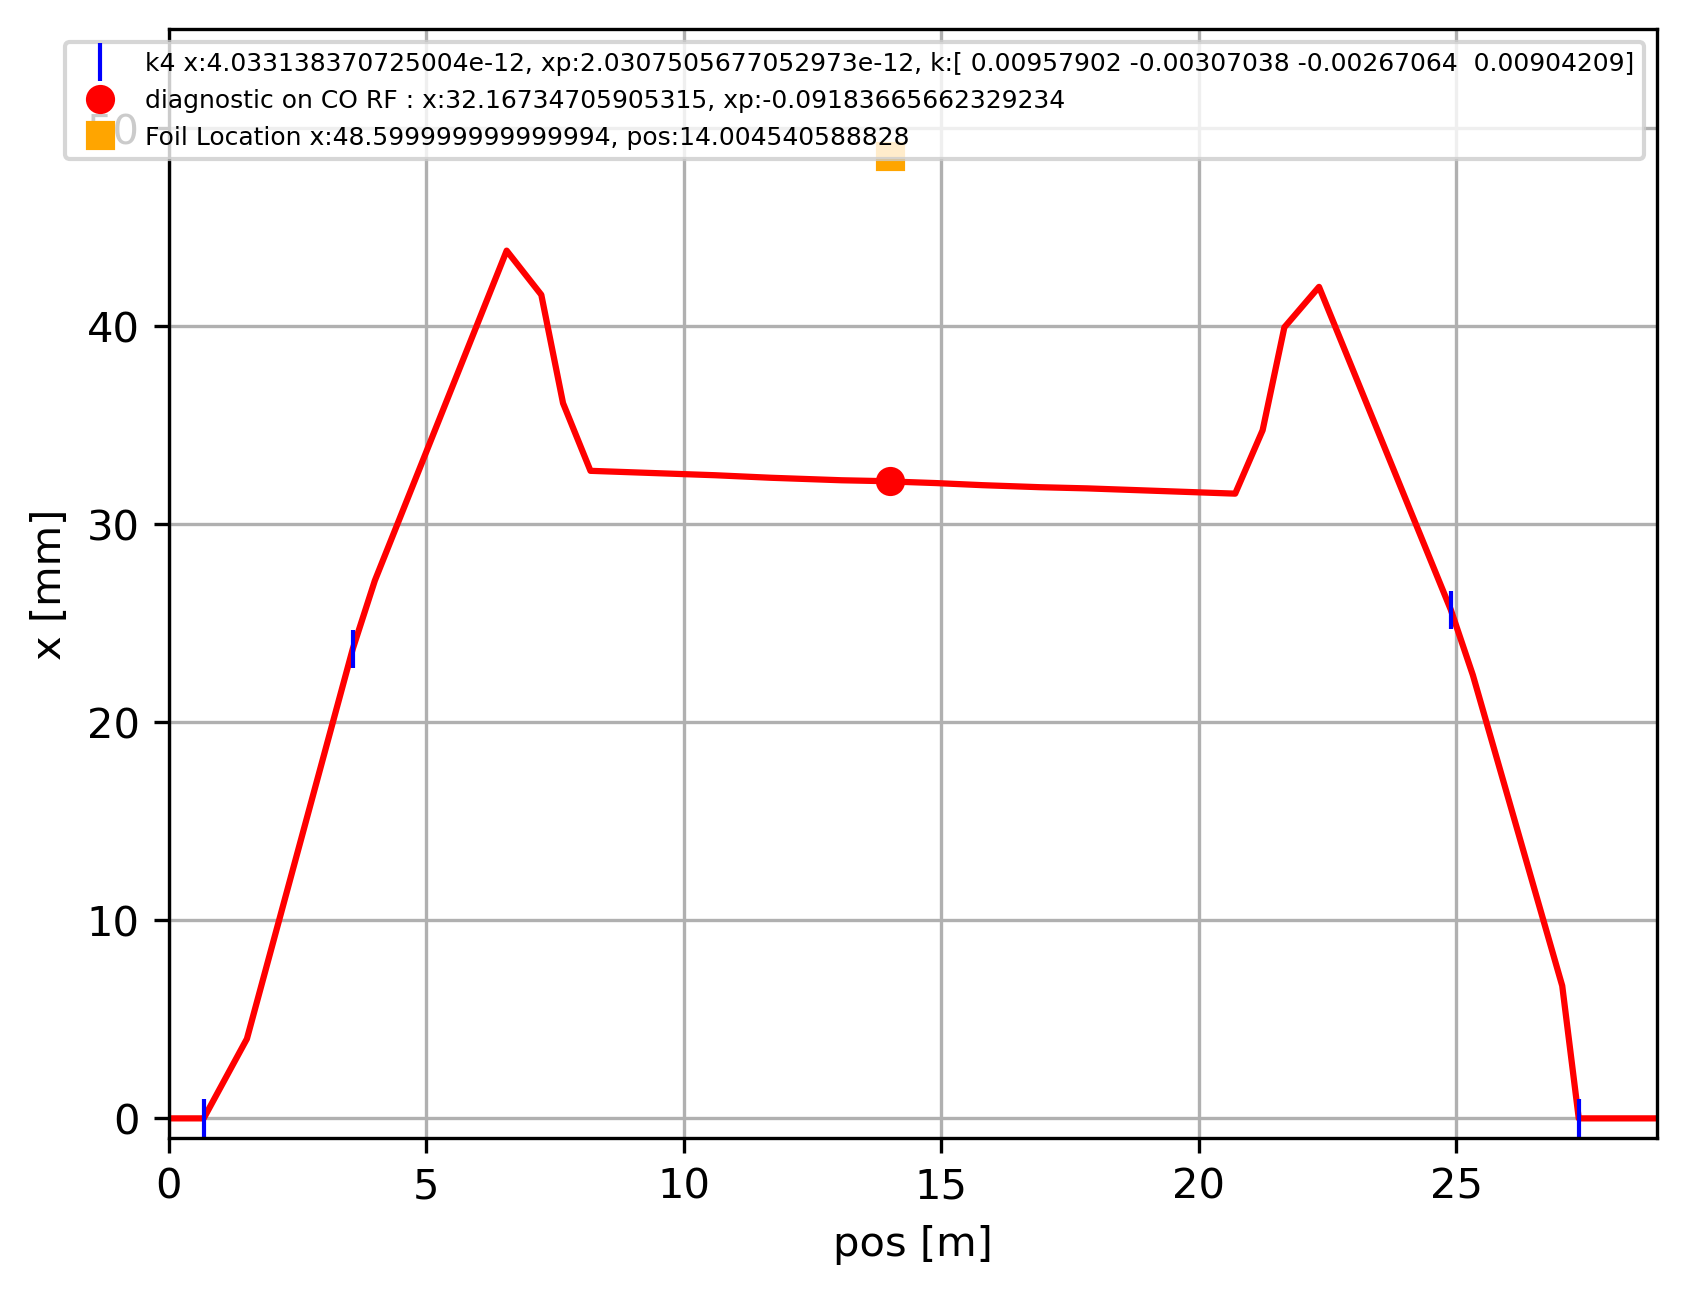 k4 x:4.033138370725004e-12, xp:2.0307505677052973e-12, k:[ 0.00957902 -0.00307038 -0.00267064  0.00904209]
diagnostic on CO RF : x:32.16734705905315, xp:-0.09183665662329234
Foil Location x:48.599999999999994, pos:14.004540588828
50
40
30
20
10
0
x [mm]
0 5 10 15 20 25
pos [m]